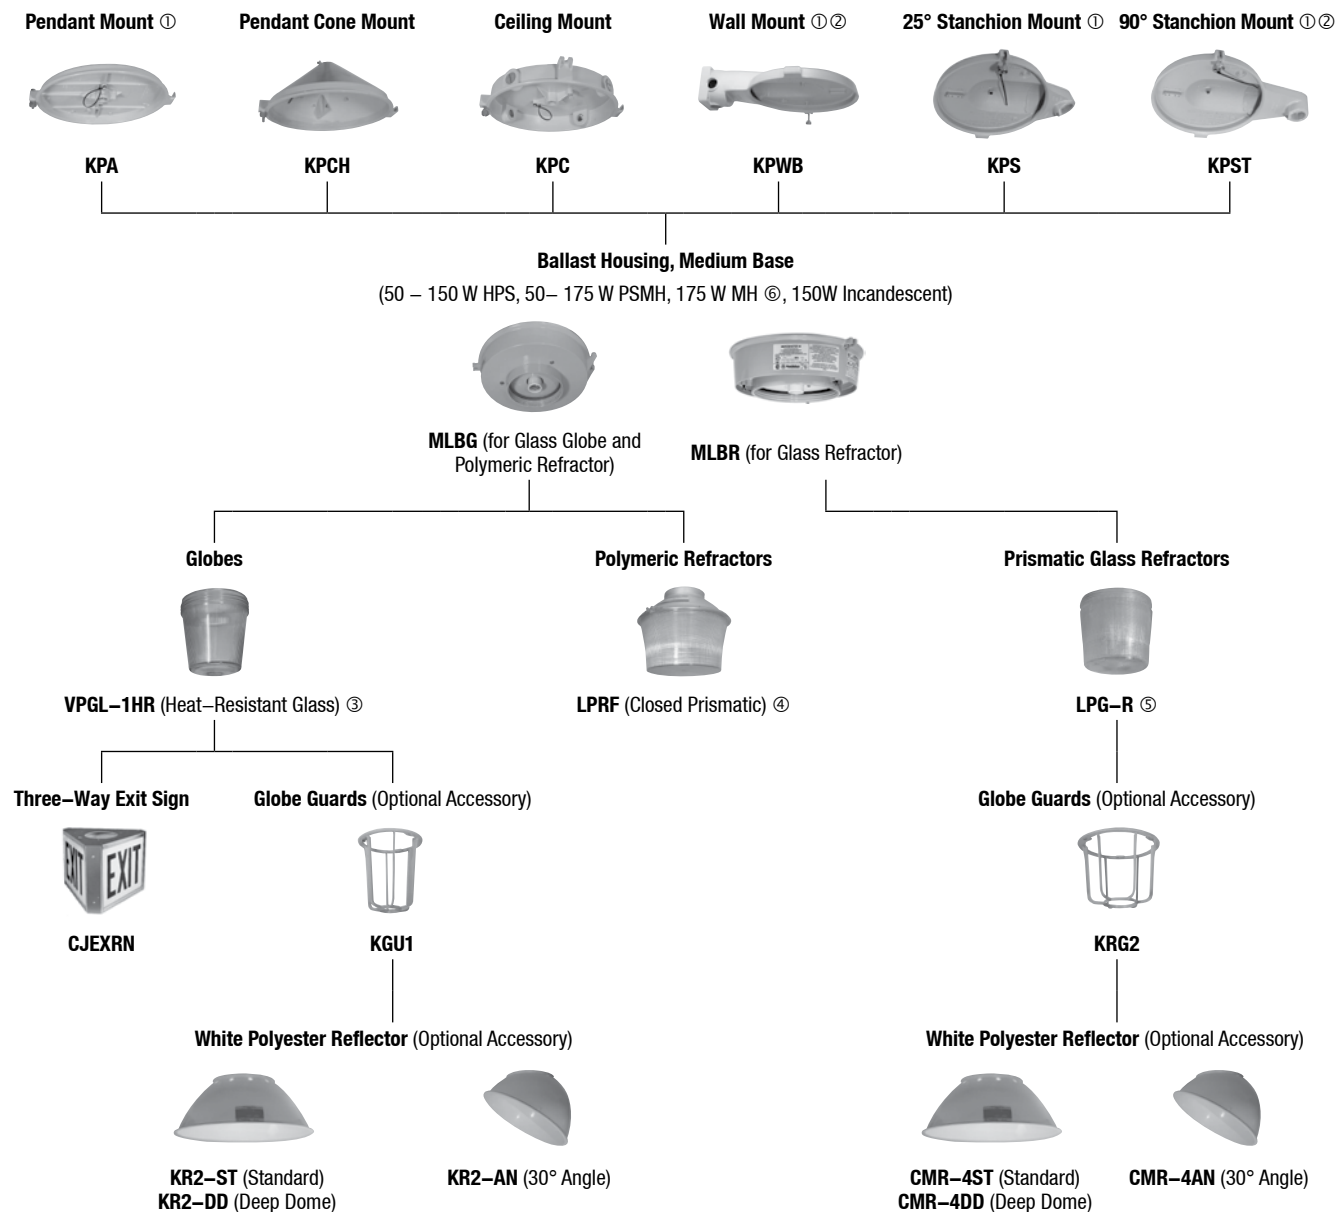 Pendant Mount ①
Pendant Cone Mount
Ceiling Mount
Wall Mount ①②
25° Stanchion Mount ①
90° Stanchion Mount ①②
KPA
KPCH
KPC
KPWB
KPS
KPST
Ballast Housing, Medium Base
(50 – 150 W HPS, 50– 175 W PSMH, 175 W MH ⑥, 150W Incandescent)
MLBG (for Glass Globe and
Polymeric Refractor)
MLBR (for Glass Refractor)
Globes
Polymeric Refractors
Prismatic Glass Refractors
VPGL–1HR (Heat–Resistant Glass) ③
LPRF (Closed Prismatic) ④
LPG–R ⑤
Three–Way Exit Sign
Globe Guards (Optional Accessory)
Globe Guards (Optional Accessory)
EXIT
EXIT
CJEXRN
KGU1
KRG2
White Polyester Reflector (Optional Accessory)
White Polyester Reflector (Optional Accessory)
KR2–ST (Standard)
KR2–DD (Deep Dome)
KR2–AN (30° Angle)
CMR–4ST (Standard)
CMR–4DD (Deep Dome)
CMR–4AN (30° Angle)